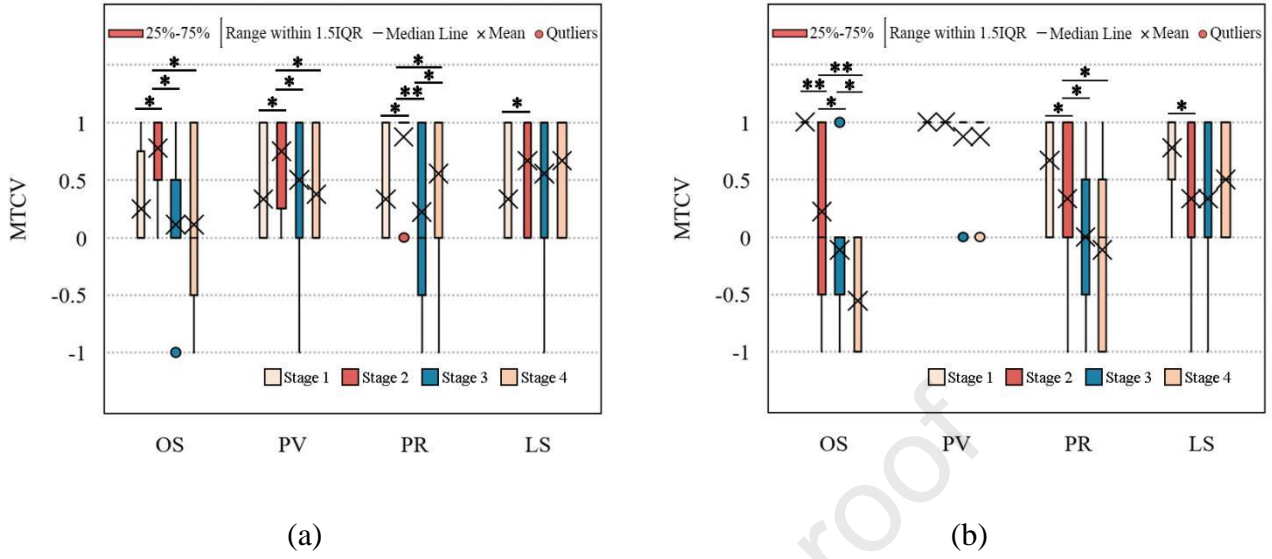 25%-75% Range within 1.5IQR Median Line Mean Qutliers
* * * * * * * ** * * *
MTCV
1
0.5
0
-0.5
-1
Stage 1 Stage 2 Stage 3 Stage 4
OS PV PR LS
(a)
25%-75% Range within 1.5IQR Median Line Mean Qutliers
** ** * * * * * *
MTCV
1
0.5
0
-0.5
-1
Stage 1 Stage 2 Stage 3 Stage 4
OS PV PR LS
(b)
roof